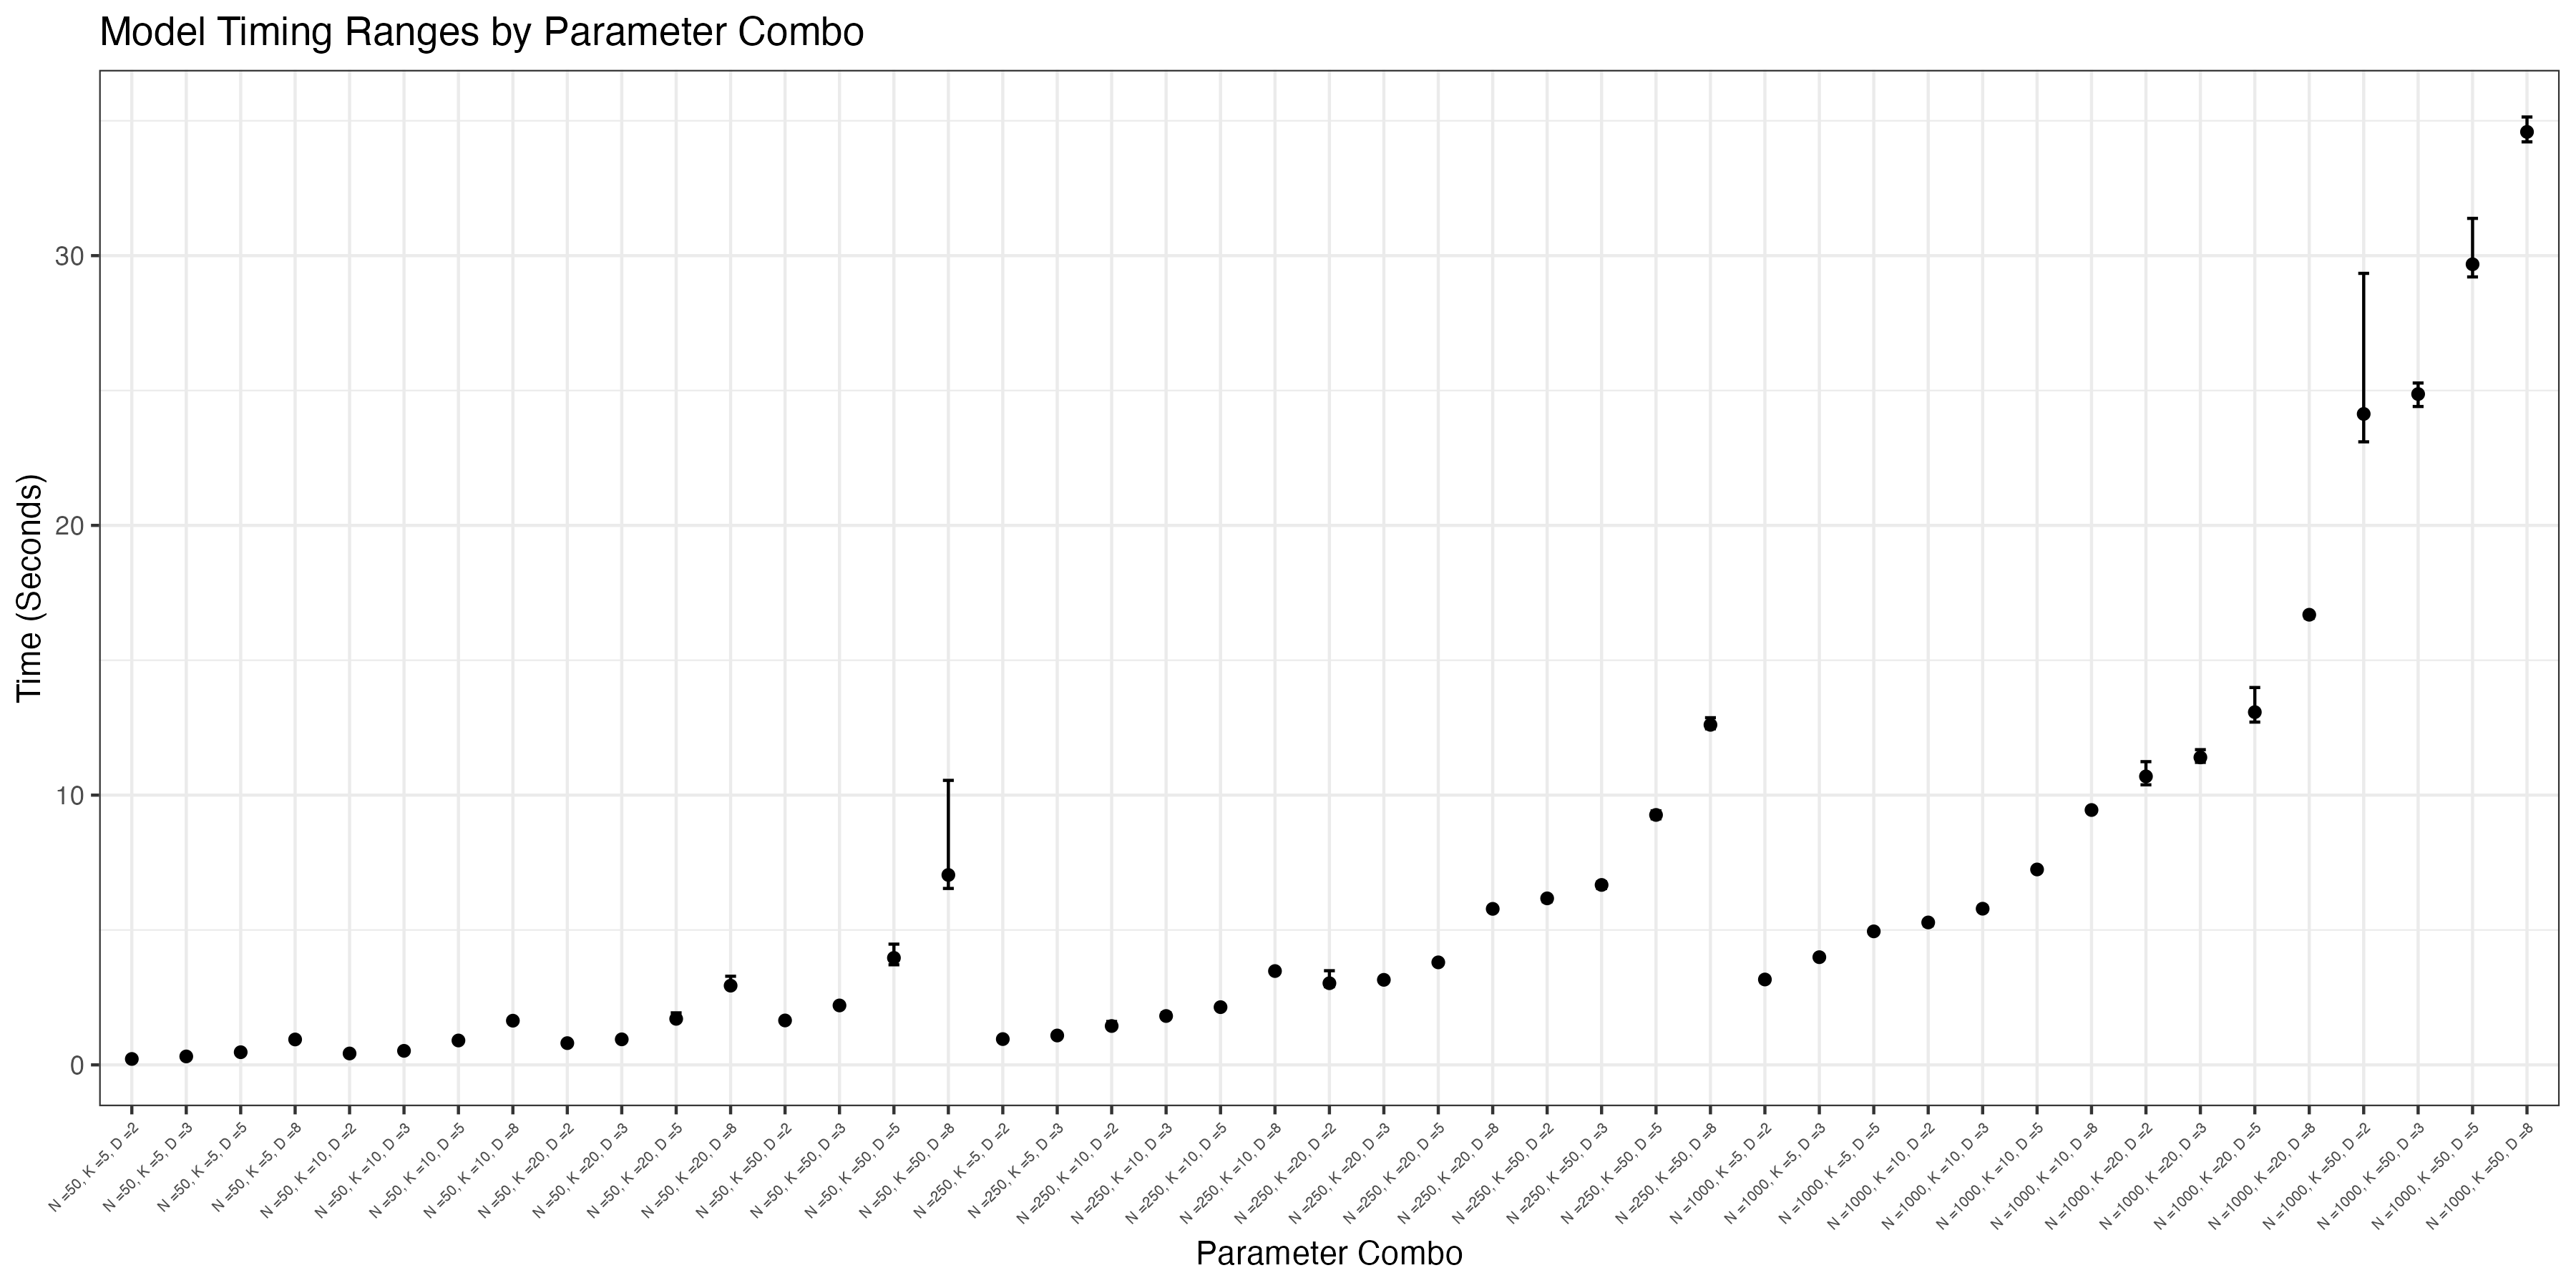 Model Timing Ranges by Parameter Combo
Time (Seconds)
30
20
10
0
N =50, K =5, D =2
N =50, K =5, D =3
N =50, K =5, D =5
N =50, K =5, D =8
N =50, K =10, D =2
N =50, K =10, D =3
N =50, K =10, D =5
N =50, K =10, D =8
N =50, K =20, D =2
N =50, K =20, D =3
N =50, K =20, D =5
N =50, K =20, D =8
N =50, K =50, D =2
N =50, K =50, D =3
N =50, K =50, D =5
N =50, K =50, D =8
N =250, K =5, D =2
N =250, K =5, D =3
N =250, K =10, D =2
N =250, K =10, D =3
N =250, K =10, D =5
N =250, K =10, D =8
N =250, K =20, D =2
N =250, K =20, D =3
N =250, K =20, D =5
N =250, K =20, D =8
N =250, K =50, D =2
N =250, K =50, D =3
N =250, K =50, D =5
N =250, K =50, D =8
N =1000, K =5, D =2
N =1000, K =5, D =3
N =1000, K =5, D =5
N =1000, K =10, D =2
N =1000, K =10, D =3
N =1000, K =10, D =5
N =1000, K =10, D =8
N =1000, K =20, D =2
N =1000, K =20, D =3
N =1000, K =20, D =5
N =1000, K =20, D =8
N =1000, K =50, D =2
N =1000, K =50, D =3
N =1000, K =50, D =5
N =1000, K =50, D =8
Parameter Combo